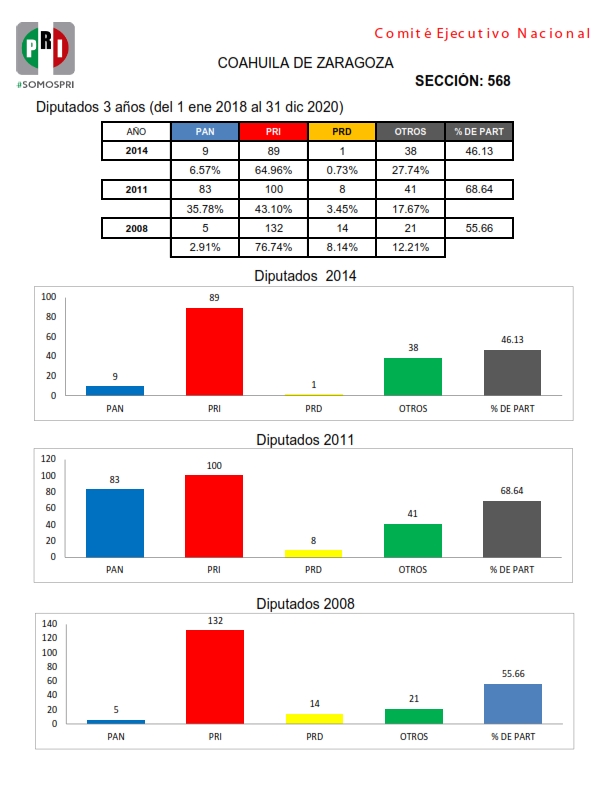 Comité Ejecutivo Nacional
PRI
#SOMOSPRI
COAHUILA DE ZARAGOZA
SECCIÓN: 568
Diputados 3 años (del 1 ene 2018 al 31 dic 2020)
AÑO PAN PRI PRD OTROS % DE PART
2014 9 89 1 38 46.13
6.57% 64.96% 0.73% 27.74%
2011 83 100 8 41 68.64
35.78% 43.10% 3.45% 17.67%
2008 5 132 14 21 55.66
2.91% 76.74% 8.14% 12.21%
Diputados 2014
100
80
60
40
20
0
9 89 1 38 46.13
PAN PRI PRD OTROS % DE PART
Diputados 2011
120
100
80
60
40
20
0
83 100 8 41 68.64
PAN PRI PRD OTROS % DE PART
Diputados 2008
140
120
100
80
60
40
20
0
5 132 14 21 55.66
PAN PRI PRD OTROS % DE PART